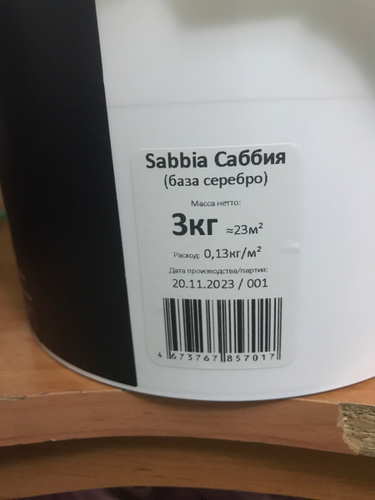 Sabbia Саббия
(база серебро)
Масса нетто:
3кг ≈23м²
Расход: 0,13кг/м²
Дата производства/партия:
20.11.2023 / 001
4 673767 857017